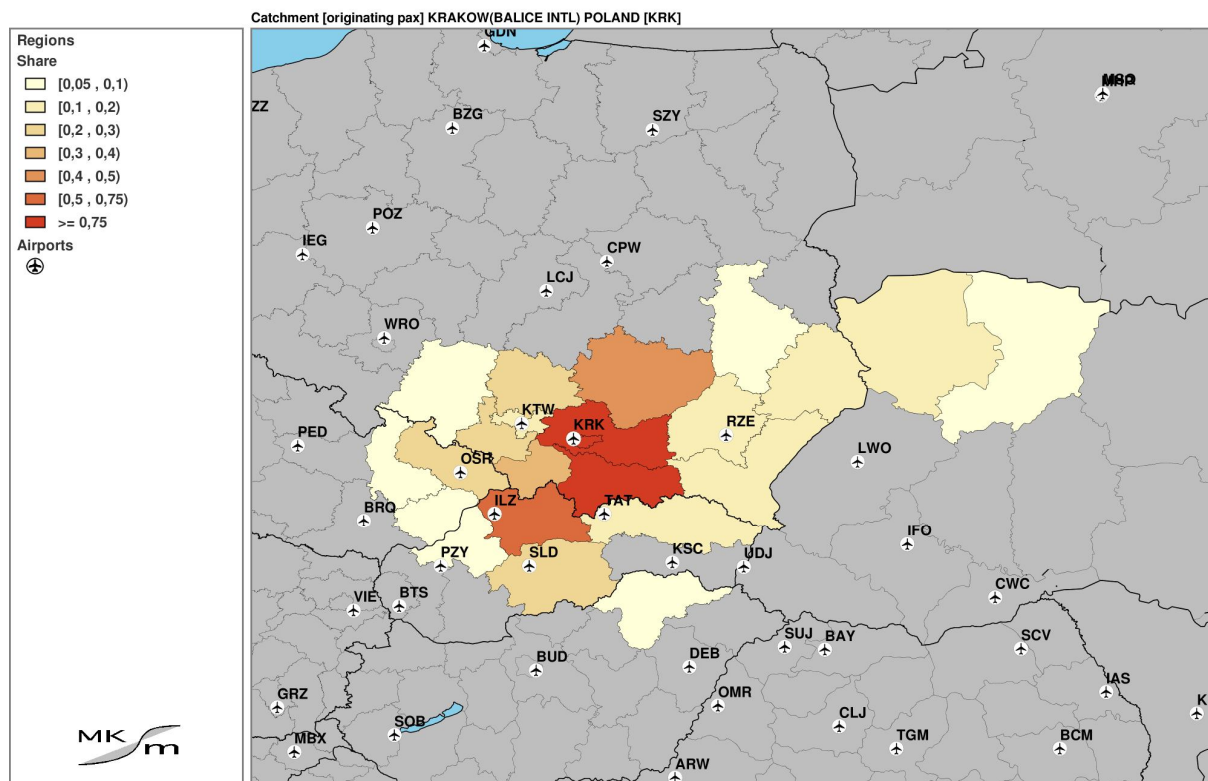 Catchment [originating pax] KRAKOW(BALICE INTL) POLAND [KRK]
Regions
Share
[0,05 , 0,1)
[0,1 , 0,2)
[0,2 , 0,3)
[0,3 , 0,4)
[0,4 , 0,5)
[0,5 , 0,75)
>= 0,75
Airports
GDN
ZZ
BZG
SZY
POZ
IEG
CPW
LCJ
WRO
KTW
KRK
RZE
PED
OSR
LWO
ILZ
TAT
BRQ
IFO
PZY
SLD
KSC
UDJ
VIE
BTS
CWC
SUJ
BAY
SCV
BUD
DEB
GRZ
OMR
IAS
K
SOB
CLJ
MBX
TGM
BCM
ARW
MK
m